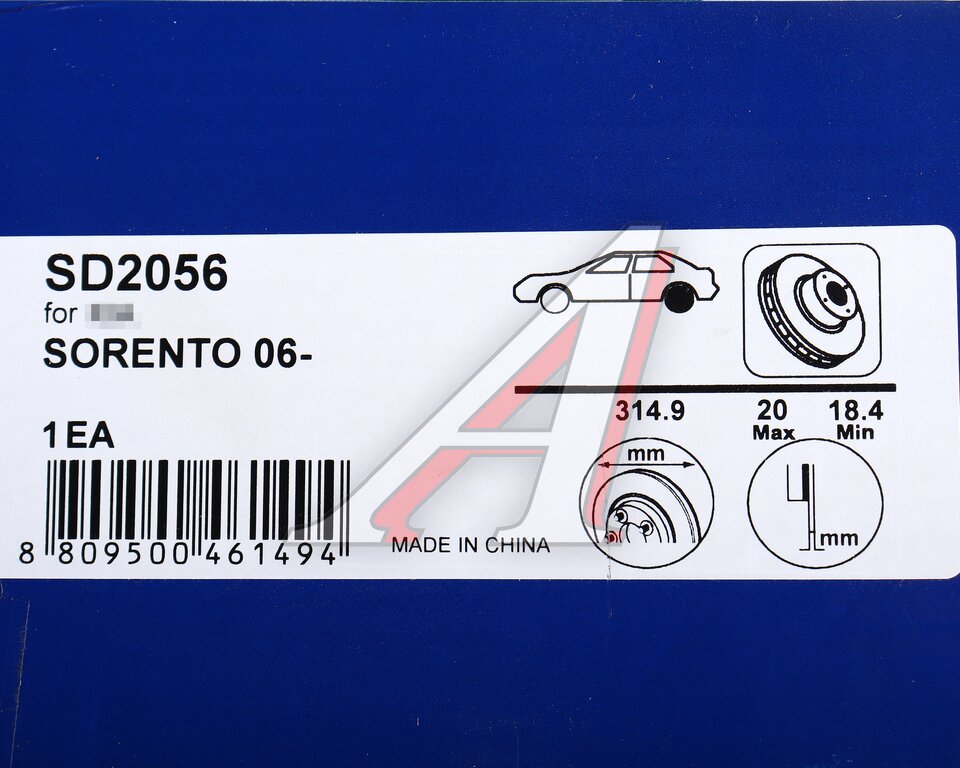 SD2056
for
SORENTO 06-
1EA
8 809500 461494
MADE IN CHINA
314.9
20 Max
18.4 Min
mm
mm